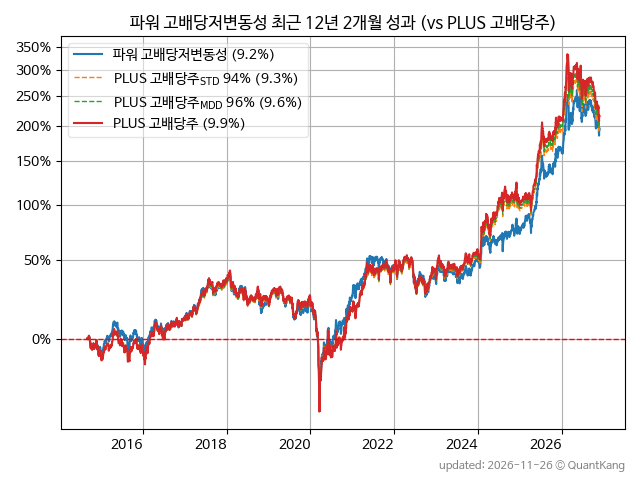 파워 고배당저변동성 최근 12년 2개월 성과 (vs PLUS 고배당주)
350%
300%
250%
200%
150%
100%
50%
0%
파워 고배당저변동성 (9.2%)
PLUS 고배당주STD 94% (9.3%)
PLUS 고배당주MDD 96% (9.6%)
PLUS 고배당주 (9.9%)
2016 2018 2020 2022 2024 2026
updated: 2026-11-26 © QuantKang